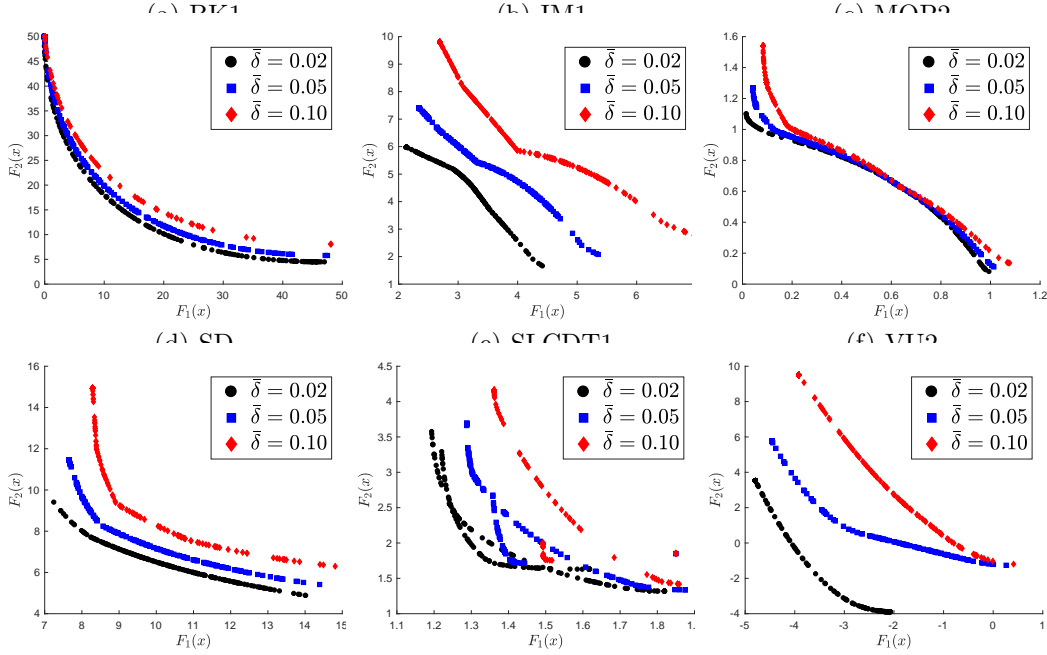 (a) BK1
50
45
40
35
30
25
20
15
10
5
0
0 10 20 30 40 50
F₂(x)
F₁(x)
δ̄ = 0.02
δ̄ = 0.05
δ̄ = 0.10
(b) IM1
10
9
8
7
6
5
4
3
2
1
2 3 4 5 6
F₂(x)
F₁(x)
δ̄ = 0.02
δ̄ = 0.05
δ̄ = 0.10
(c) MOP2
1.6
1.4
1.2
1
0.8
0.6
0.4
0.2
0
0 0.2 0.4 0.6 0.8 1 1.2
F₂(x)
F₁(x)
δ̄ = 0.02
δ̄ = 0.05
δ̄ = 0.10
(d) SD
16
14
12
10
8
6
4
7 8 9 10 11 12 13 14 15
F₂(x)
F₁(x)
δ̄ = 0.02
δ̄ = 0.05
δ̄ = 0.10
(e) SLCDT1
4.5
4
3.5
3
2.5
2
1.5
1
1.1 1.2 1.3 1.4 1.5 1.6 1.7 1.8 1.
F₂(x)
F₁(x)
δ̄ = 0.02
δ̄ = 0.05
δ̄ = 0.10
(f) VU2
10
8
6
4
2
0
-2
-4
-5 -4 -3 -2 -1 0 1
F₂(x)
F₁(x)
δ̄ = 0.02
δ̄ = 0.05
δ̄ = 0.10